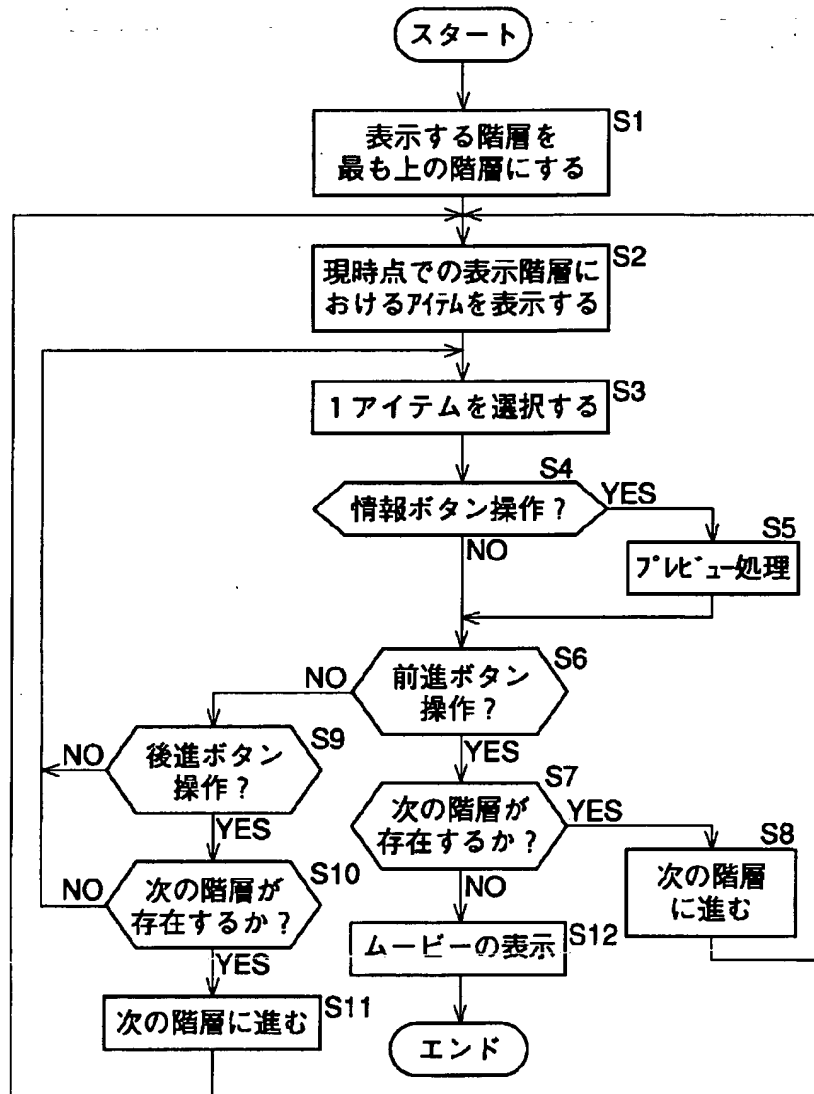 スタート
S1
表示する階層を
最も上の階層にする
S2
現時点での表示階層に
おけるアイテムを表示する
S3
1アイテムを選択する
S4
情報ボタン操作?
YES
NO
S5
プレビュー処理
S6
前進ボタン
操作?
NO
YES
S9
後進ボタン
操作?
NO
YES
S7
次の階層が
存在するか?
YES
NO
S8
次の階層
に進む
S10
次の階層が
存在するか?
NO
YES
S12
ムービーの表示
S11
次の階層に進む
エンド